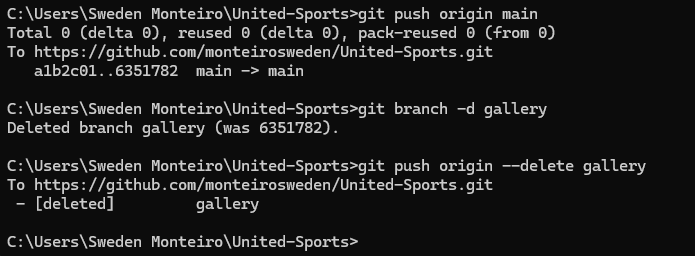 C:\Users\Sweden Monteiro\United-Sports>git push origin main
Total 0 (delta 0), reused 0 (delta 0), pack-reused 0 (from 0)
To https://github.com/monteirosweden/United-Sports.git
   a1b2c01..6351782  main -> main

C:\Users\Sweden Monteiro\United-Sports>git branch -d gallery
Deleted branch gallery (was 6351782).

C:\Users\Sweden Monteiro\United-Sports>git push origin --delete gallery
To https://github.com/monteirosweden/United-Sports.git
 - [deleted]         gallery

C:\Users\Sweden Monteiro\United-Sports>